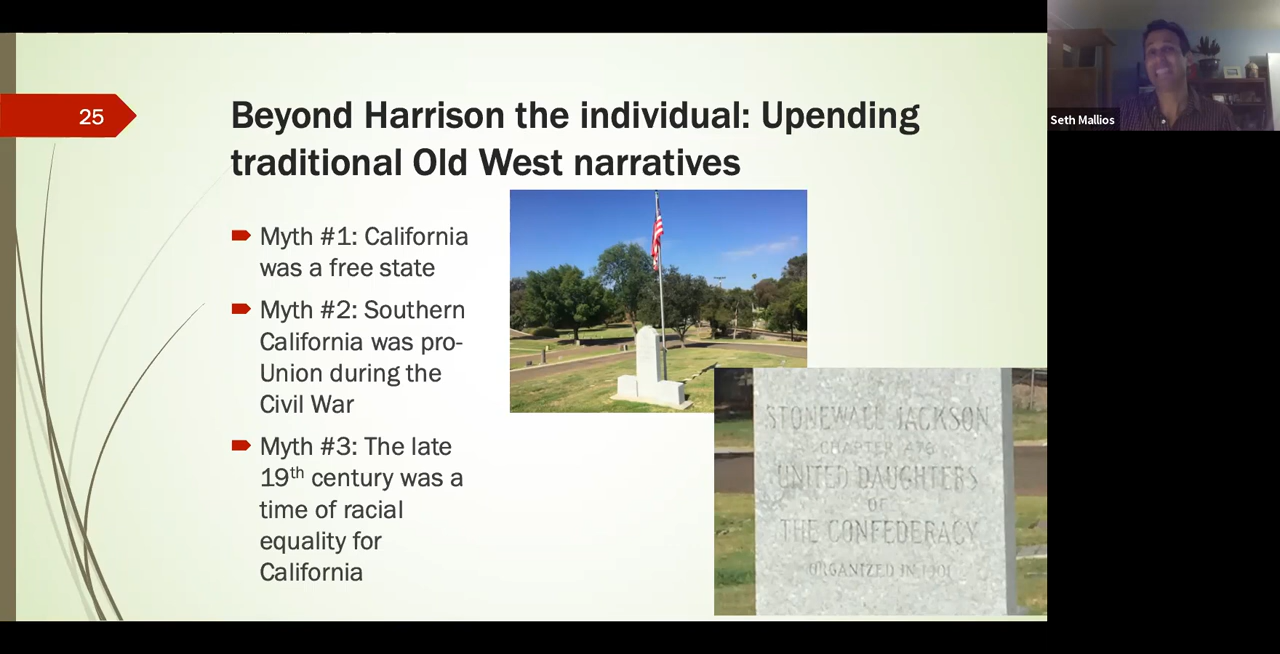 25
Beyond Harrison the individual: Upending
traditional Old West narratives
Myth #1: California
was a free state
Myth #2: Southern
California was pro-
Union during the
Civil War
Myth #3: The late
19th century was a
time of racial
equality for
California
STONEWALL JACKSON
CHAPTER 476
UNITED DAUGHTERS
OF
THE CONFEDERACY
ORGANIZED IN 1901
Seth Mallios